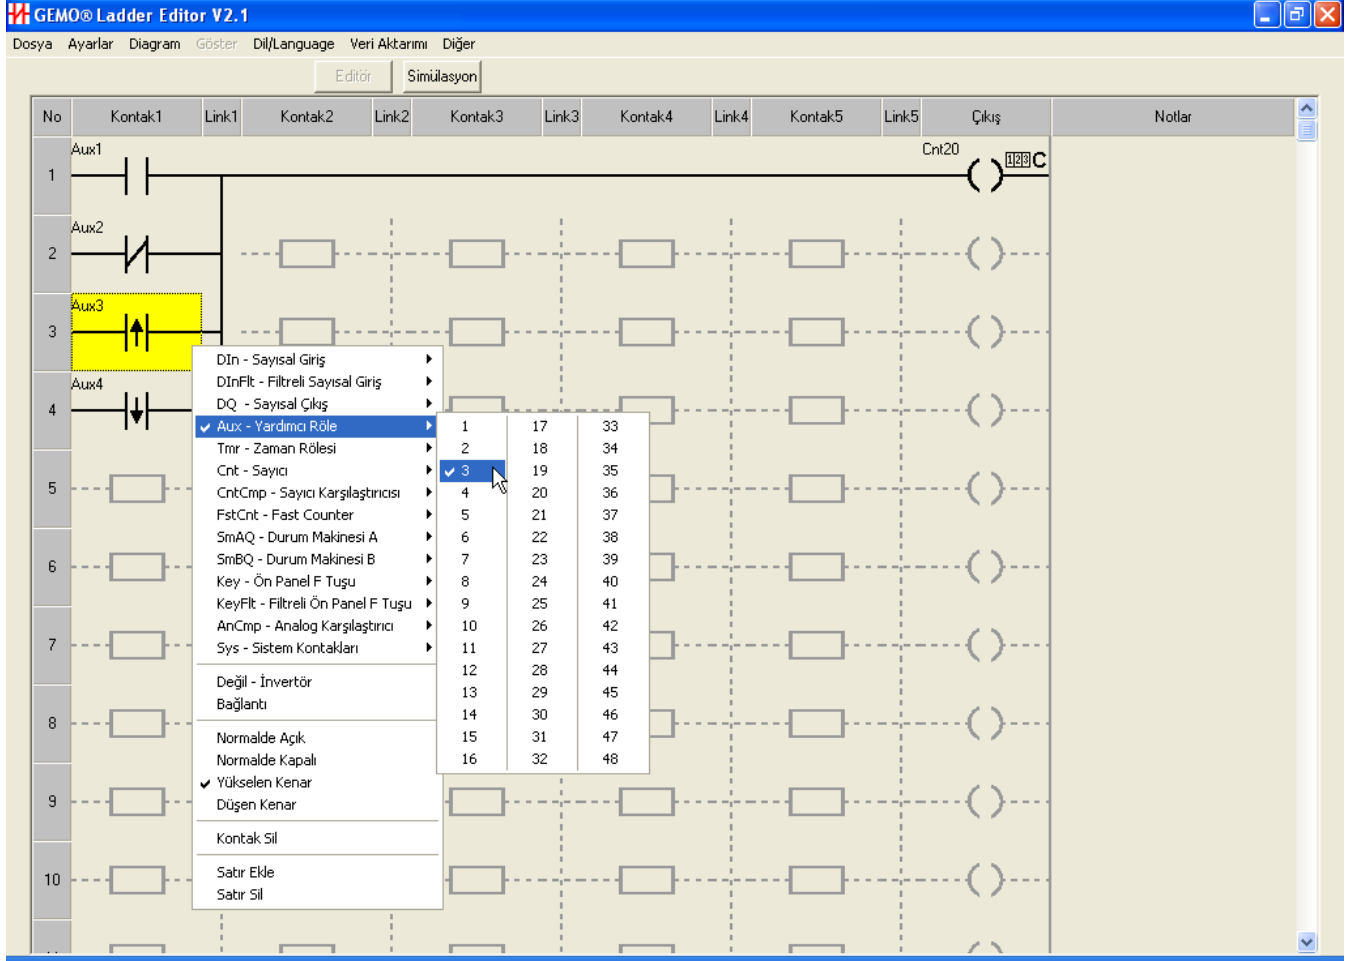 GEMO® Ladder Editor V2.1
Dosya Ayarlar Diagram Göster Dil/Language Veri Aktarımı Diğer
Editör Simülasyon
No Kontak1 Link1 Kontak2 Link2 Kontak3 Link3 Kontak4 Link4 Kontak5 Link5 Çıkış Notlar
Aux1 Cnt20
1 123 C
Aux2
2
Aux3
3
Aux4
4
5
6
7
8
9
10
DIn - Sayısal Giriş
DInFlt - Filtreli Sayısal Giriş
DQ - Sayısal Çıkış
Aux - Yardımcı Röle
Tmr - Zaman Rölesi
Cnt - Sayıcı
CntCmp - Sayıcı Karşılaştırıcısı
FstCnt - Fast Counter
SmAQ - Durum Makinesi A
SmBQ - Durum Makinesi B
Key - Ön Panel F Tuşu
KeyFlt - Filtreli Ön Panel F Tuşu
AnCmp - Analog Karşılaştırıcı
Sys - Sistem Kontakları
Değil - İnvertör
Bağlantı
Normalde Açık
Normalde Kapalı
Yükselen Kenar
Düşen Kenar
Kontak Sil
Satır Ekle
Satır Sil
1 17 33
2 18 34
3 19 35
4 20 36
5 21 37
6 22 38
7 23 39
8 24 40
9 25 41
10 26 42
11 27 43
12 28 44
13 29 45
14 30 46
15 31 47
16 32 48